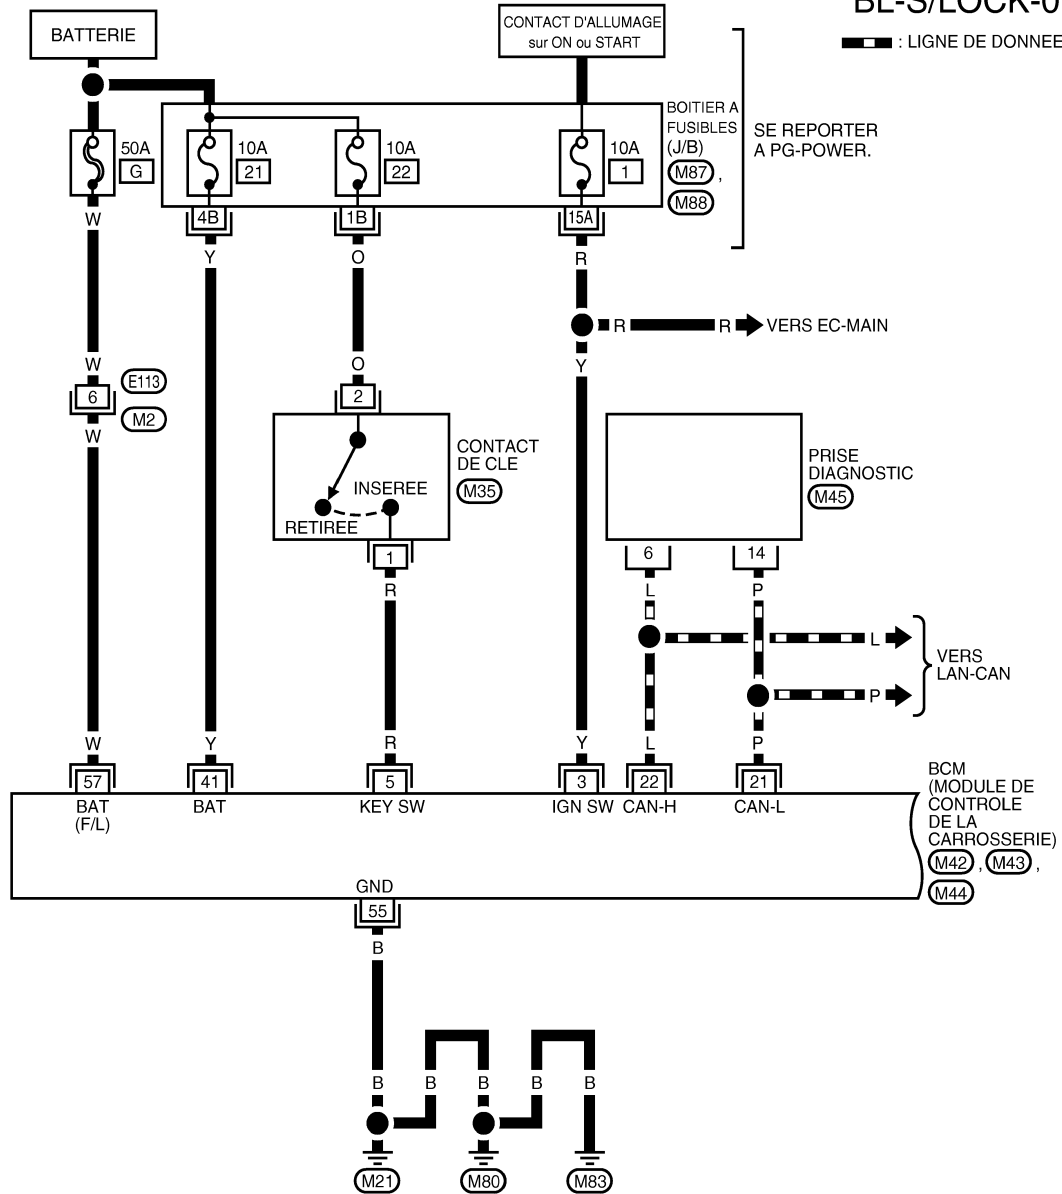 BL-S/LOCK-0
: LIGNE DE DONNEE
BATTERIE
CONTACT D'ALLUMAGE
sur ON ou START
BOITIER A
FUSIBLES
(J/B)
M87 ,
M88
SE REPORTER
A PG-POWER.
50A
G
10A
21
10A
22
10A
1
4B
1B
15A
W
Y
O
R
R
R
VERS EC-MAIN
W
O
Y
6
E113
M2
W
2
CONTACT
DE CLE
M35
INSEREE
RETIREE
1
R
PRISE
DIAGNOSTIC
M45
6
14
L
P
L
P
VERS
LAN-CAN
W
Y
R
Y
L
P
57
41
5
3
22
21
BAT
(F/L)
BAT
KEY SW
IGN SW
CAN-H
CAN-L
BCM
(MODULE DE
CONTROLE
DE LA
CARROSSERIE)
M42 , M43 ,
M44
GND
55
B
B
B
B
B
B
M21
M80
M83